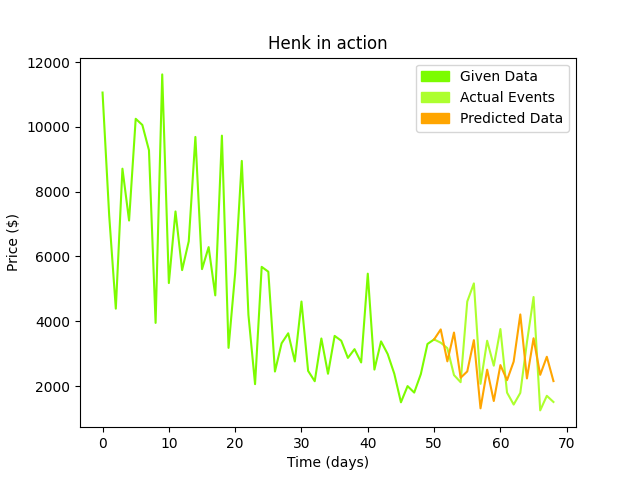 Henk in action
Given Data
Actual Events
Predicted Data
Price ($)
12000
10000
8000
6000
4000
2000
0 10 20 30 40 50 60 70
Time (days)